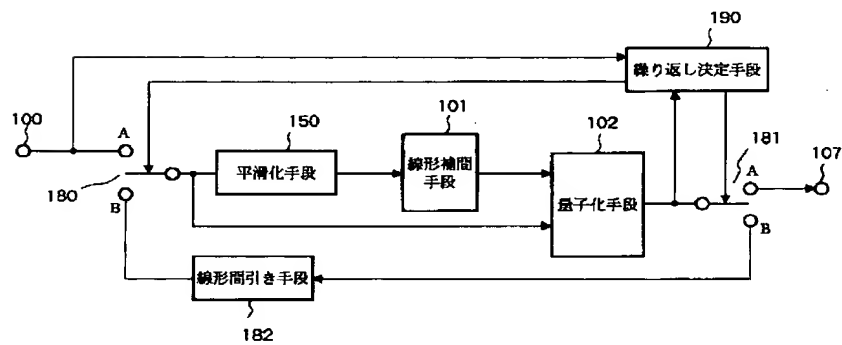 190
繰り返し決定手段
100
A
180
B
150
平滑化手段
101
線形補間
手段
102
量子化手段
181
A
107
B
線形間引き手段
182